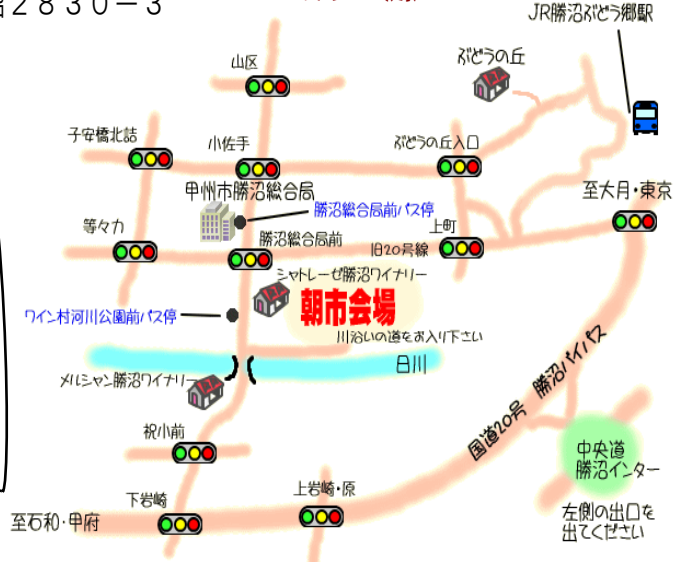 ２８３０－３
JR勝沼ぶどう郷駅
ぶどうの丘
山区
子安橋北詰
小佐手
ぶどうの丘入口
甲州市勝沼総合局
勝沼総合局前バス停
至大月・東京
等々力
勝沼総合局前
旧20号線
上町
シャトレーゼ勝沼ワイナリー
朝市会場
ワイン村河川公園前バス停
川沿いの道をお入り下さい
日川
メルシャン勝沼ワイナリー
国道20号 勝沼バイパス
祝小前
中央道
勝沼インター
下岩崎
上岩崎・原
至石和・甲府
左側の出口を
出てください